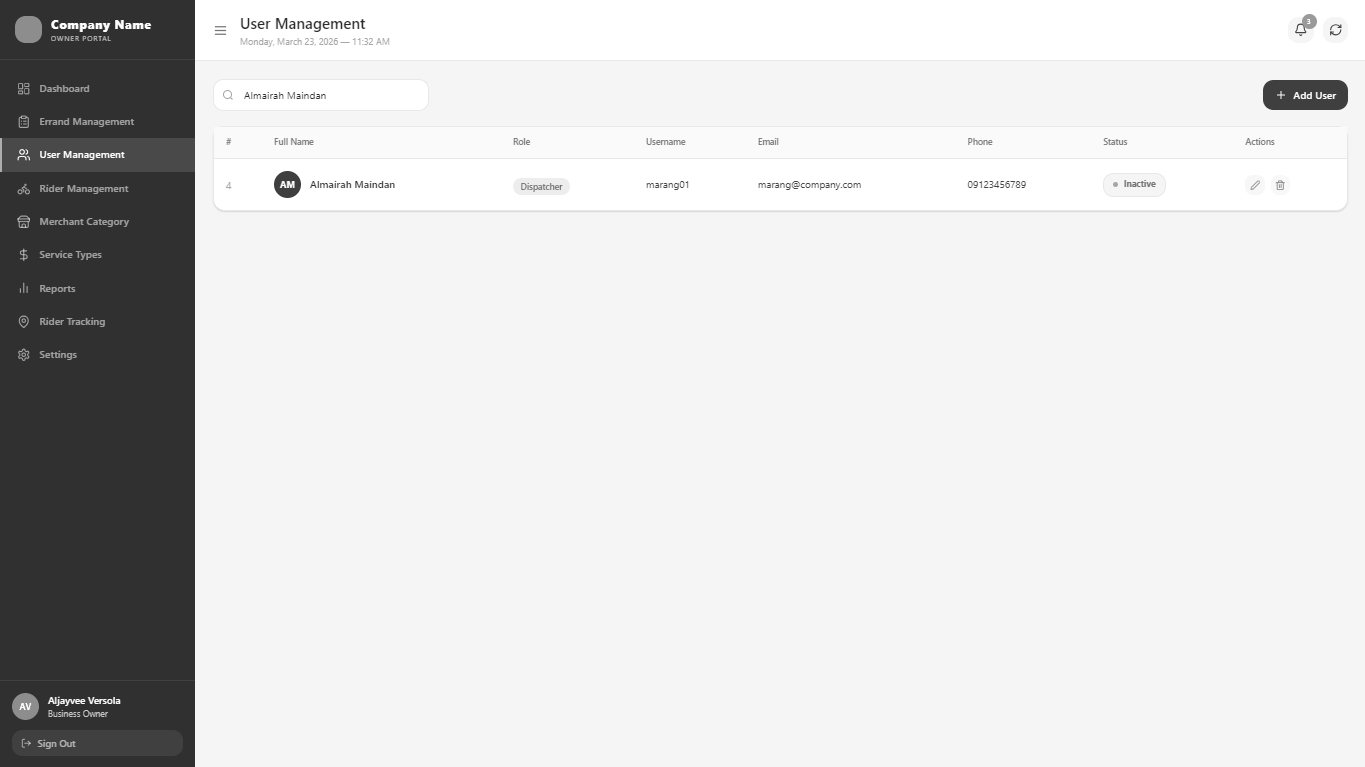 Company Name
OWNER PORTAL
Dashboard
Errand Management
User Management
Rider Management
Merchant Category
Service Types
Reports
Rider Tracking
Settings
AV
Aljayvee Versola
Business Owner
Sign Out
User Management
Monday, March 23, 2026 — 11:32 AM
3
Almairah Maindan
+ Add User
# Full Name Role Username Email Phone Status Actions
4 AM Almairah Maindan Dispatcher marang01 marang@company.com 09123456789 Inactive